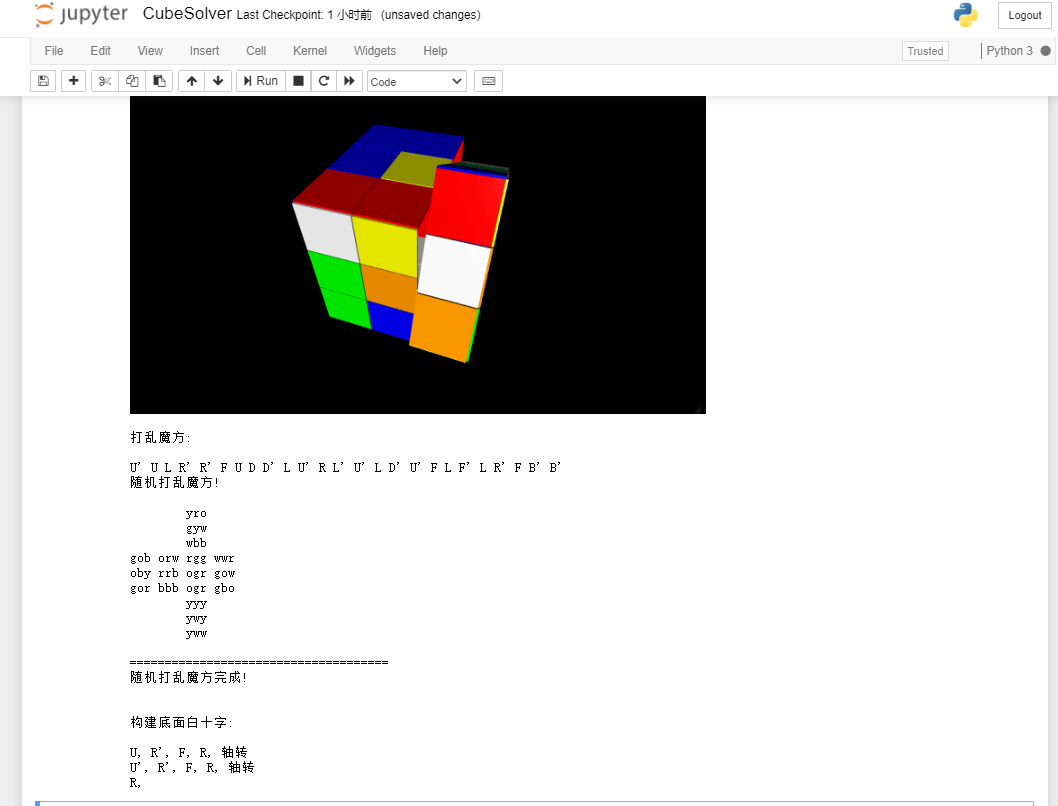 jupyter CubeSolver Last Checkpoint: 1 小时前 (unsaved changes) Logout
File Edit View Insert Cell Kernel Widgets Help Trusted Python 3
Run Code
打乱魔方:
U' U L R' R' F U D D' L U' R L' U' L D' U' F L F' L R' F B' B'
随机打乱魔方!
yro
gyw
wbb
gob orw rgg wwr
oby rrb ogr gow
gor bbb ogr gbo
yyy
ywy
yww
=====================================
随机打乱魔方完成!
构建底面白十字:
U, R', F, R, 轴转
U', R', F, R, 轴转
R,